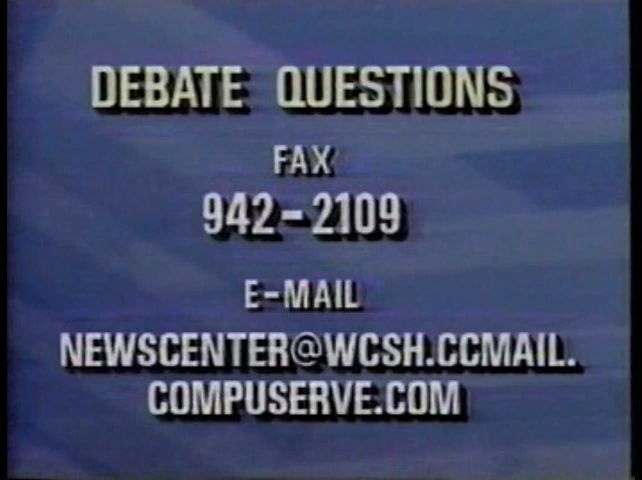 DEBATE QUESTIONS
FAX
942-2109
E-MAIL
NEWSCENTER@WCSH.CCMAIL.
COMPUSERVE.COM